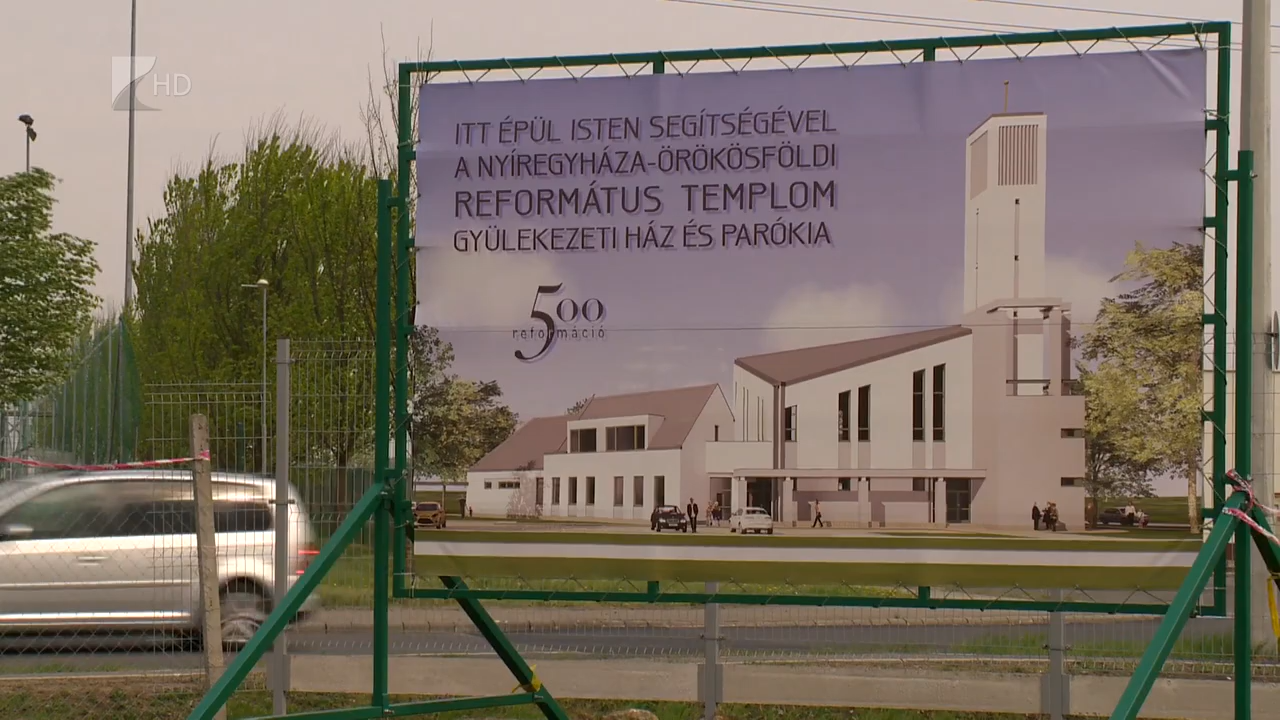 HD
ITT ÉPÜL ISTEN SEGÍTSÉGÉVEL
A NYÍREGYHÁZA-ÖRÖKÖSFÖLDI
REFORMÁTUS TEMPLOM
GYÜLEKEZETI HÁZ ÉS PARÓKIA
500
reformáció